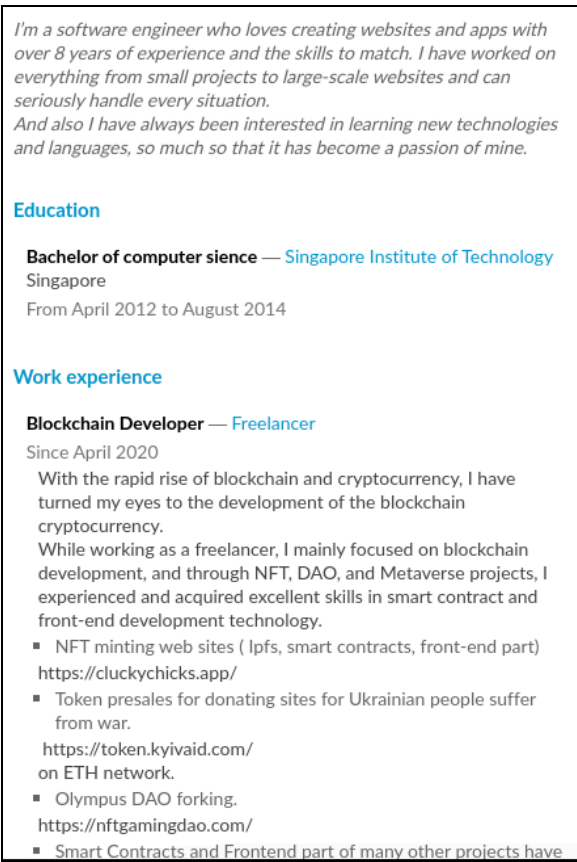 I'm a software engineer who loves creating websites and apps with
over 8 years of experience and the skills to match. I have worked on
everything from small projects to large-scale websites and can
seriously handle every situation.
And also I have always been interested in learning new technologies
and languages, so much so that it has become a passion of mine.
Education
Bachelor of computer sience — Singapore Institute of Technology
Singapore
From April 2012 to August 2014
Work experience
Blockchain Developer — Freelancer
Since April 2020
With the rapid rise of blockchain and cryptocurrency, I have
turned my eyes to the development of the blockchain
cryptocurrency.
While working as a freelancer, I mainly focused on blockchain
development, and through NFT, DAO, and Metaverse projects, I
experienced and acquired excellent skills in smart contract and
front-end development technology.
▪ NFT minting web sites ( Ipfs, smart contracts, front-end part)
https://cluckychicks.app/
▪ Token presales for donating sites for Ukrainian people suffer
from war.
https://token.kyivaid.com/
on ETH network.
▪ Olympus DAO forking.
https://nftgamingdao.com/
▪ Smart Contracts and Frontend part of many other projects have